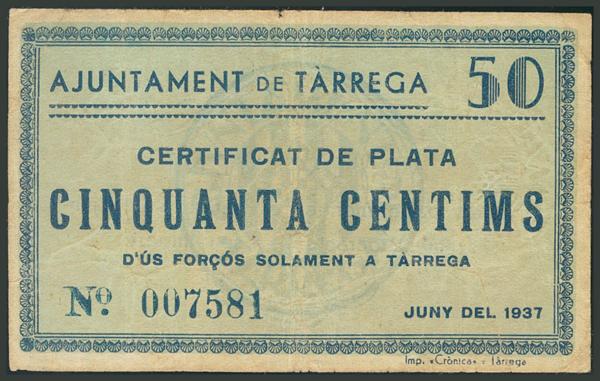 AJUNTAMENT DE TÀRREGA 50
CERTIFICAT DE PLATA
CINQUANTA CENTIMS
D'ÚS FORÇÓS SOLAMENT A TÀRREGA
Nº 007581
JUNY DEL 1937
Imp. «Crònica» - Tàrrega